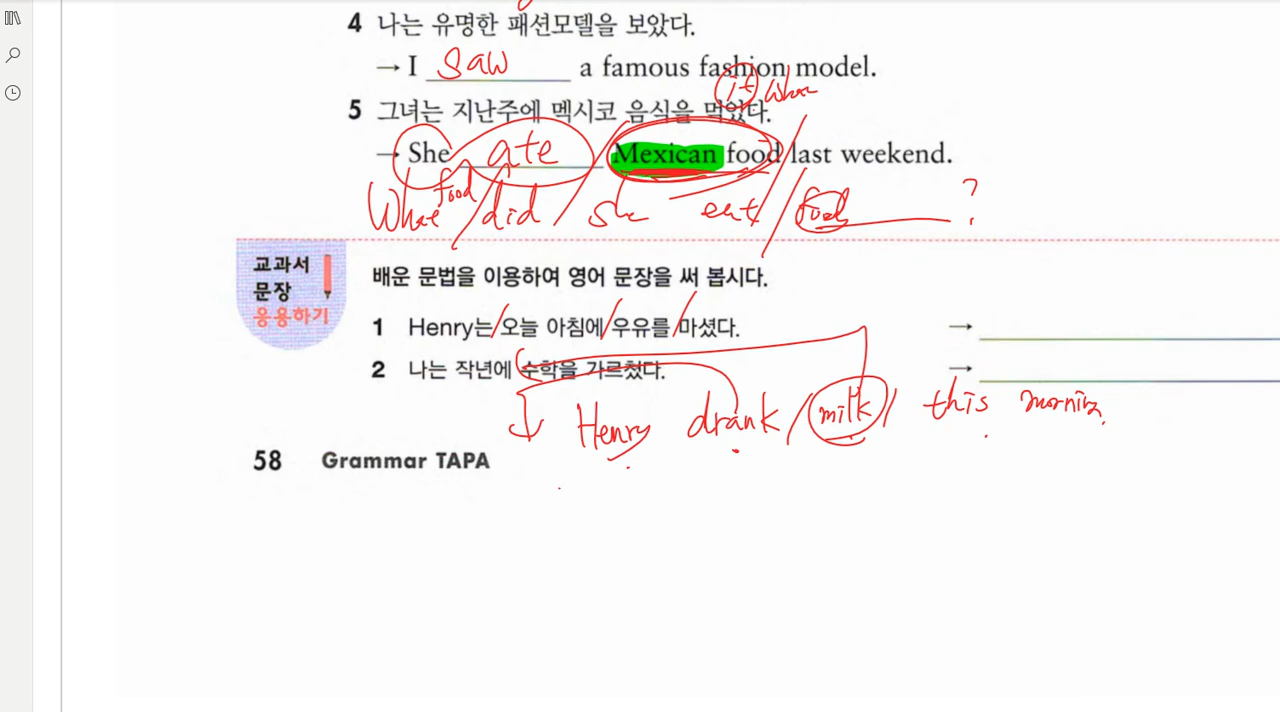 4 나는 유명한 패션모델을 보았다.
→ I saw a famous fashion model.
it
5 그녀는 지난주에 멕시코 음식을 먹었다.
→ She ate Mexican food last weekend.
food
What / did / she eat / food ?
교과서
문장
응용하기
배운 문법을 이용하여 영어 문장을 써 봅시다.
1 Henry는/오늘 아침에/우유를/마셨다. →
2 나는 작년에 수학을 가르쳤다. →
Henry drank / milk / this morning.
58 Grammar TAPA